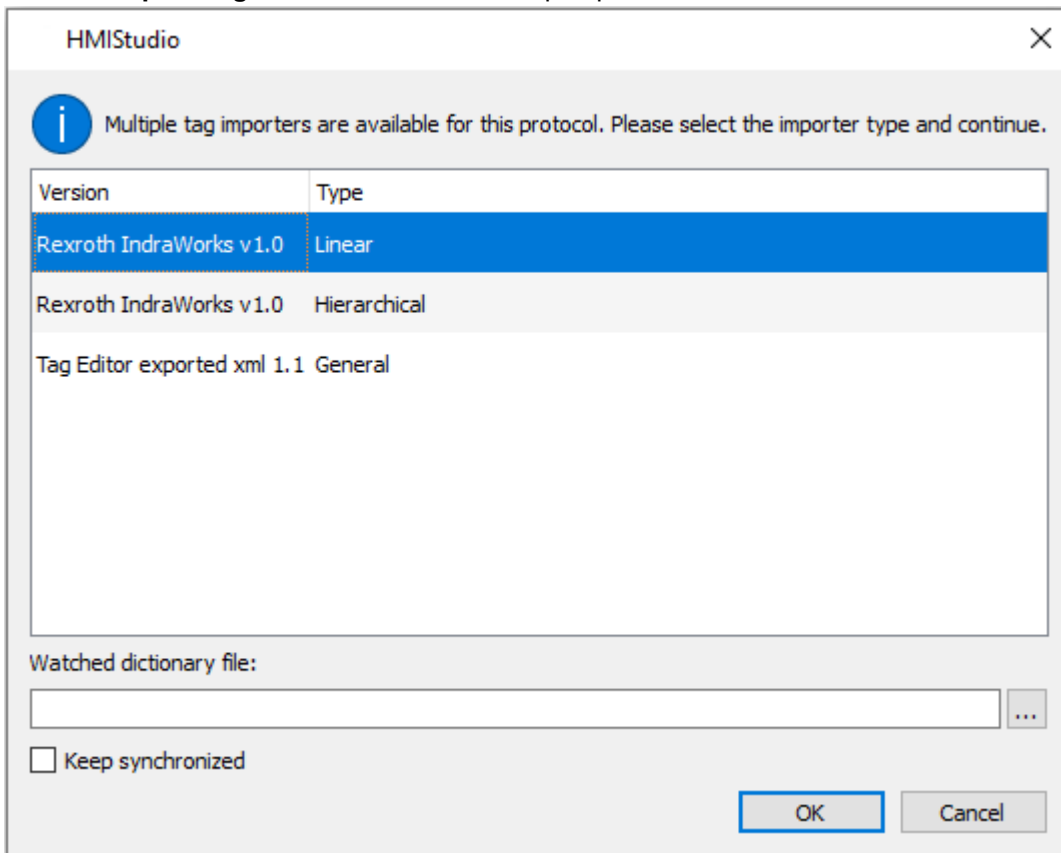 HMIStudio
Multiple tag importers are available for this protocol. Please select the importer type and continue.
Version Type
Rexroth IndraWorks v1.0 Linear
Rexroth IndraWorks v1.0 Hierarchical
Tag Editor exported xml 1.1 General
Watched dictionary file:
...
Keep synchronized
OK Cancel